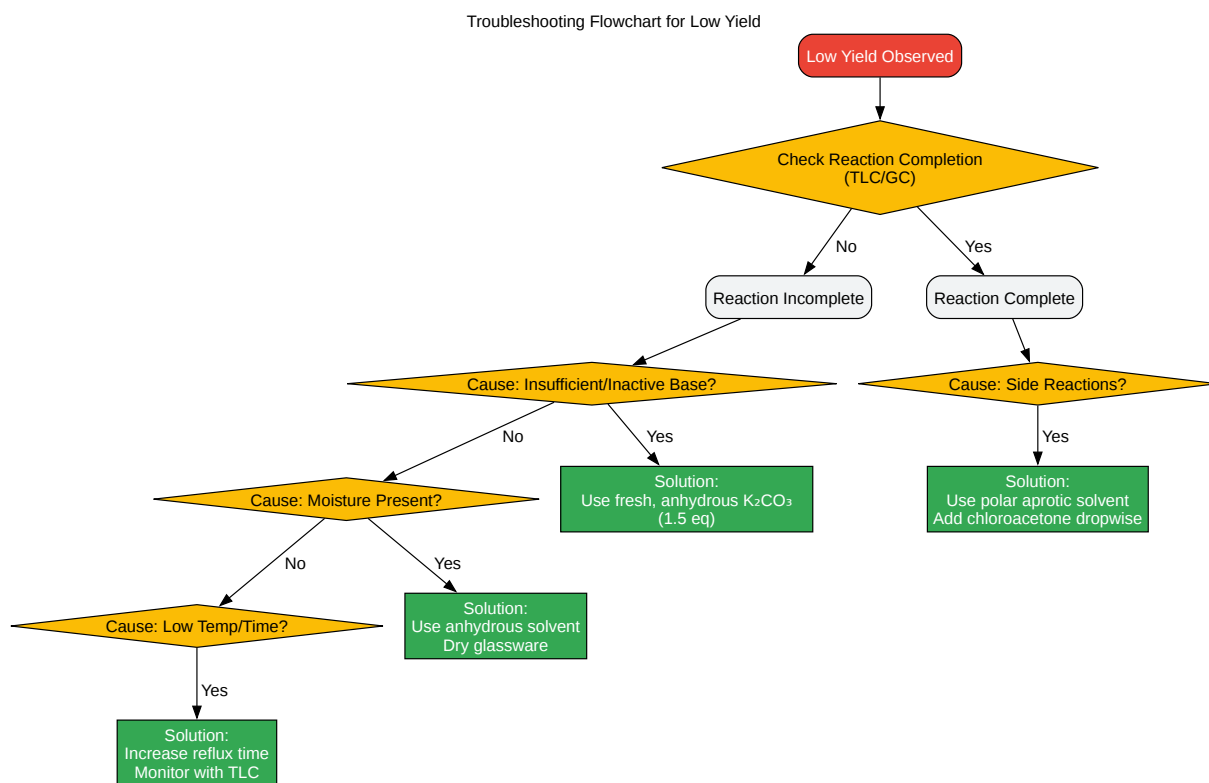 Troubleshooting Flowchart for Low Yield
Low Yield Observed
Check Reaction Completion
(TLC/GC)
No
Yes
Reaction Incomplete
Reaction Complete
Cause: Insufficient/Inactive Base?
Cause: Side Reactions?
No
Yes
Yes
Cause: Moisture Present?
Solution:
Use fresh, anhydrous K₂CO₃
(1.5 eq)
Solution:
Use polar aprotic solvent
Add chloroacetone dropwise
No
Yes
Cause: Low Temp/Time?
Solution:
Use anhydrous solvent
Dry glassware
Yes
Solution:
Increase reflux time
Monitor with TLC